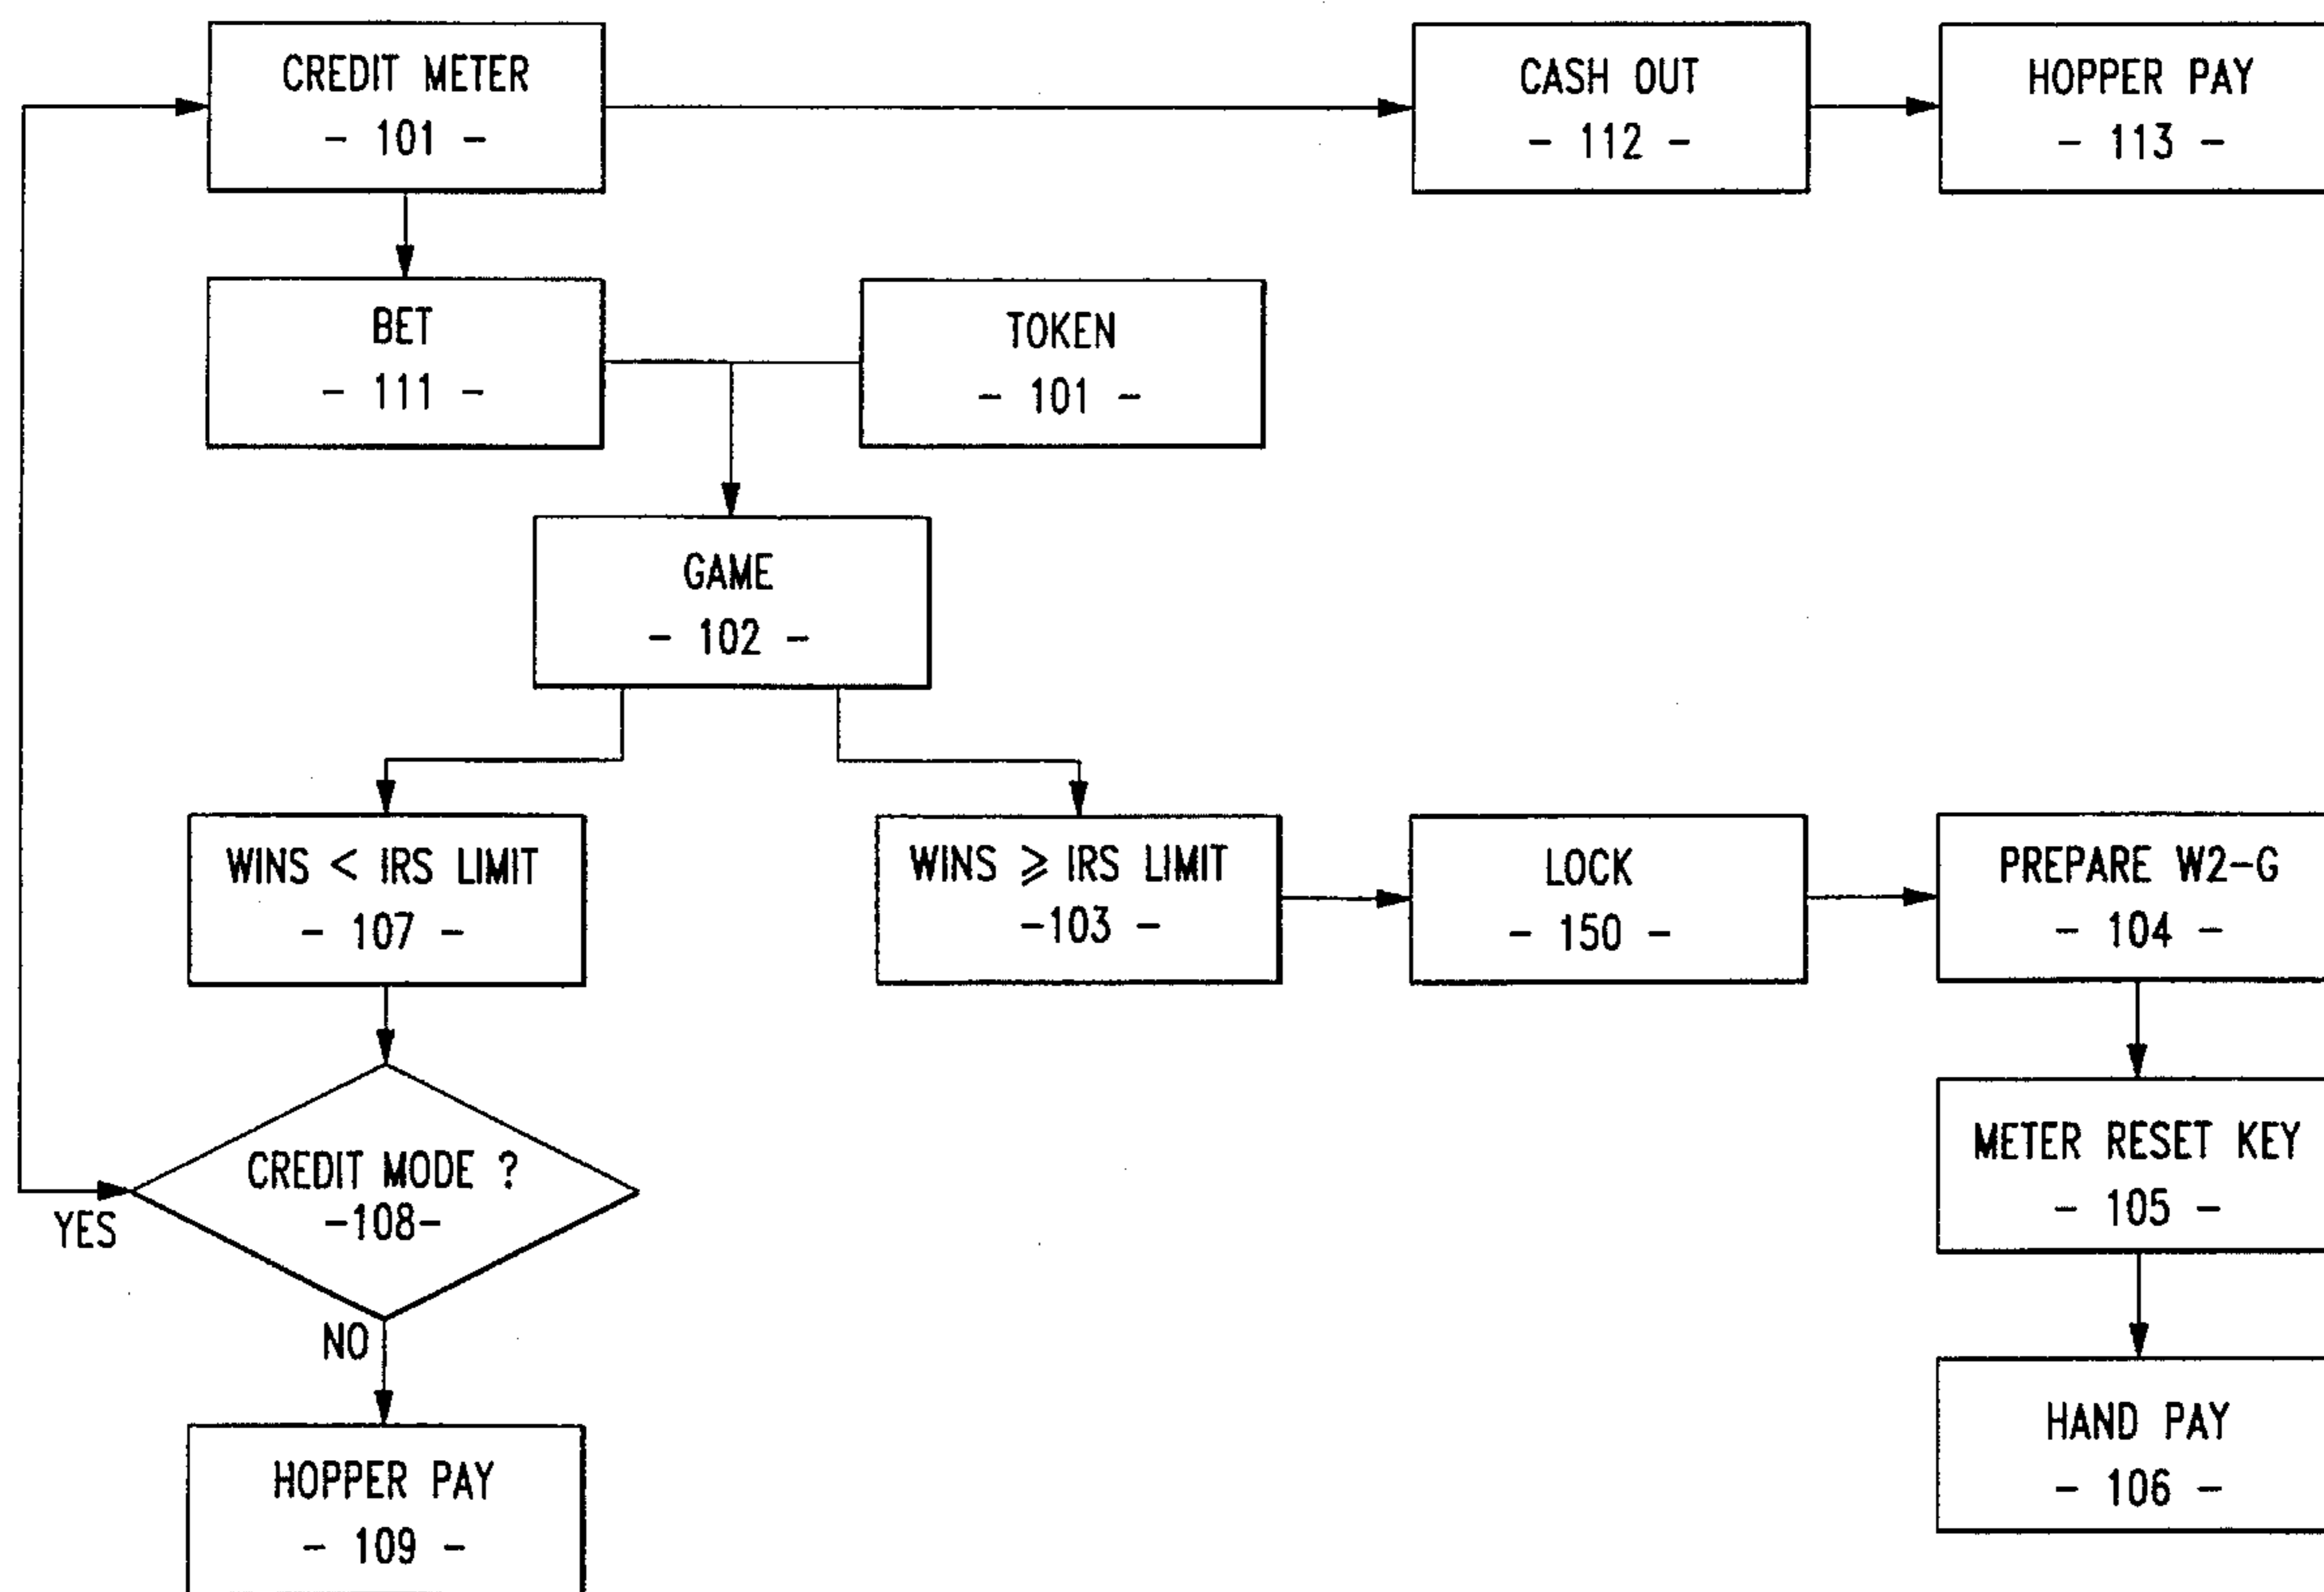 CREDIT METER
- 101 -
CASH OUT
- 112 -
HOPPER PAY
- 113 -
BET
- 111 -
TOKEN
- 101 -
GAME
- 102 -
WINS < IRS LIMIT
- 107 -
WINS ⩾ IRS LIMIT
-103 -
LOCK
- 150 -
PREPARE W2-G
- 104 -
CREDIT MODE ?
-108-
YES
NO
METER RESET KEY
- 105 -
HOPPER PAY
- 109 -
HAND PAY
- 106 -